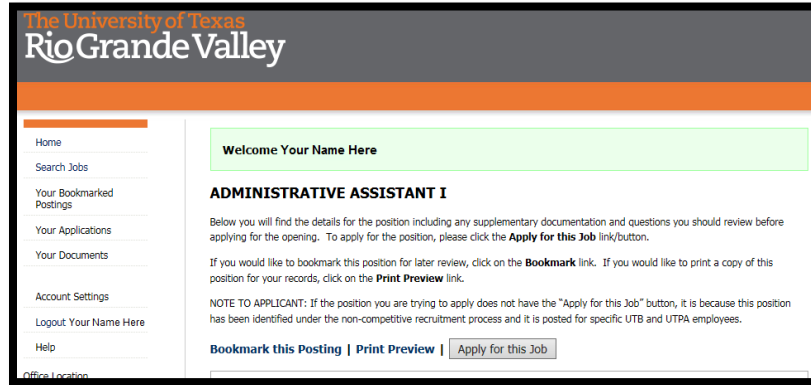 The University of Texas
Rio Grande Valley
Home
Search Jobs
Your Bookmarked
Postings
Your Applications
Your Documents
Account Settings
Logout Your Name Here
Help
Office Location
Welcome Your Name Here
ADMINISTRATIVE ASSISTANT I
Below you will find the details for the position including any supplementary documentation and questions you should review before
applying for the opening. To apply for the position, please click the Apply for this Job link/button.
If you would like to bookmark this position for later review, click on the Bookmark link. If you would like to print a copy of this
position for your records, click on the Print Preview link.
NOTE TO APPLICANT: If the position you are trying to apply does not have the “Apply for this Job” button, it is because this position
has been identified under the non-competitive recruitment process and it is posted for specific UTB and UTPA employees.
Bookmark this Posting | Print Preview | Apply for this Job